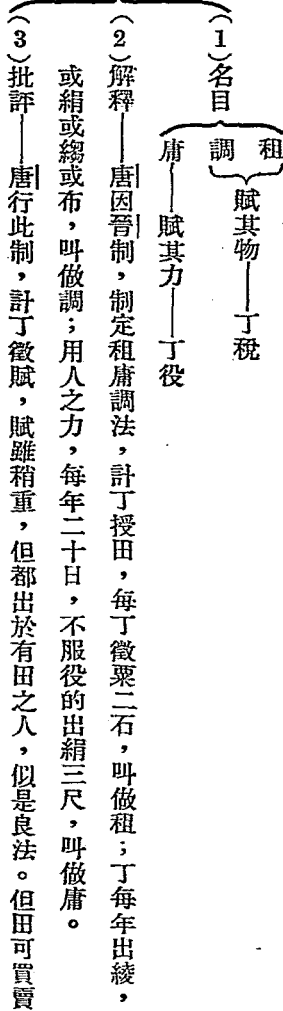 (1)名目
租
調
賦其物——丁稅
庸——賦其力——丁役
(2)解釋——唐因晉制，制定租庸調法，計丁授田，每丁徵粟二石，叫做租；丁每年出綾，
或絹或縐或布，叫做調；用人之力，每年二十日，不服役的出絹三尺，叫做庸。
(3)批評——唐行此制，計丁徵賦，賦雖稍重，但都出於有田之人，似是良法。但田可買賣